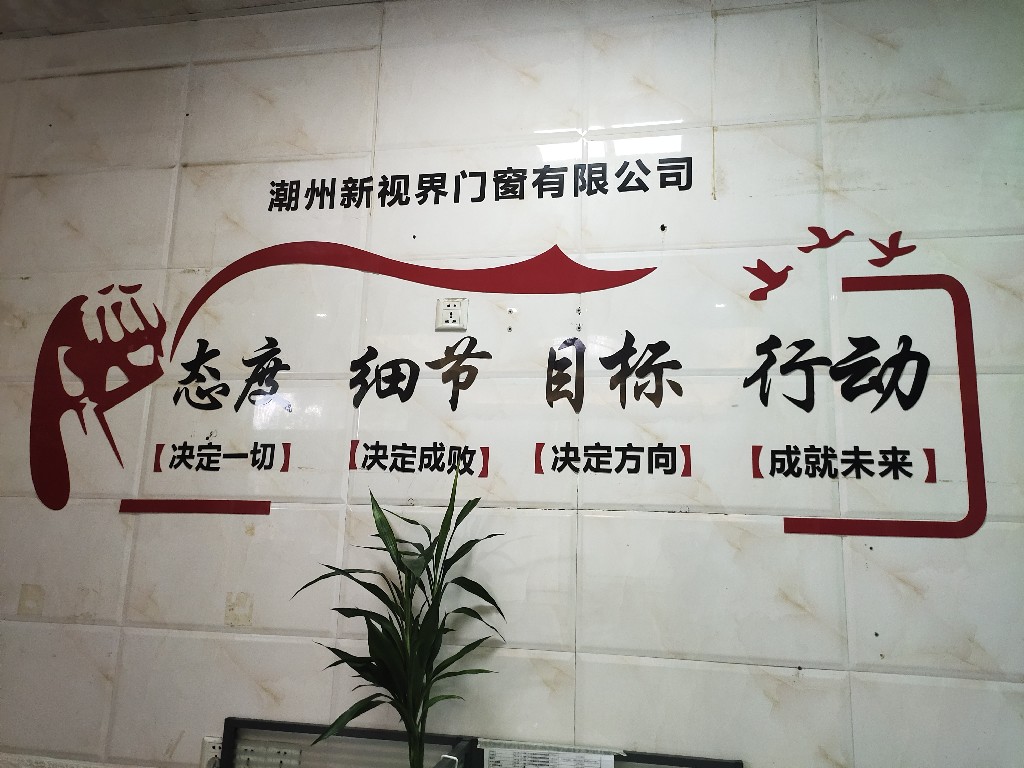 潮州新视界门窗有限公司
态度 细节 目标 行动
【决定一切】 【决定成败】 【决定方向】 【成就未来】